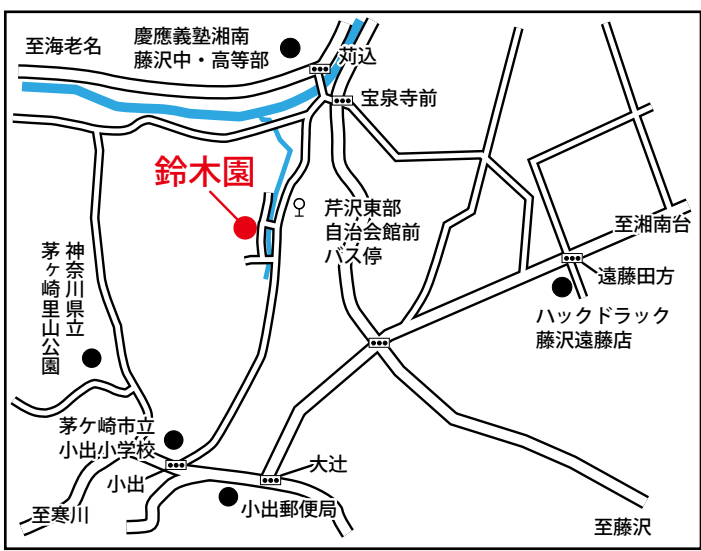 至海老名
慶應義塾湘南
藤沢中・高等部
苅込
宝泉寺前
鈴木園
芹沢東部
自治会館前
バス停
至湘南台
遠藤田方
神奈川県立
茅ヶ崎里山公園
ハックドラック
藤沢遠藤店
茅ケ崎市立
小出小学校
小出
大辻
小出郵便局
至寒川
至藤沢